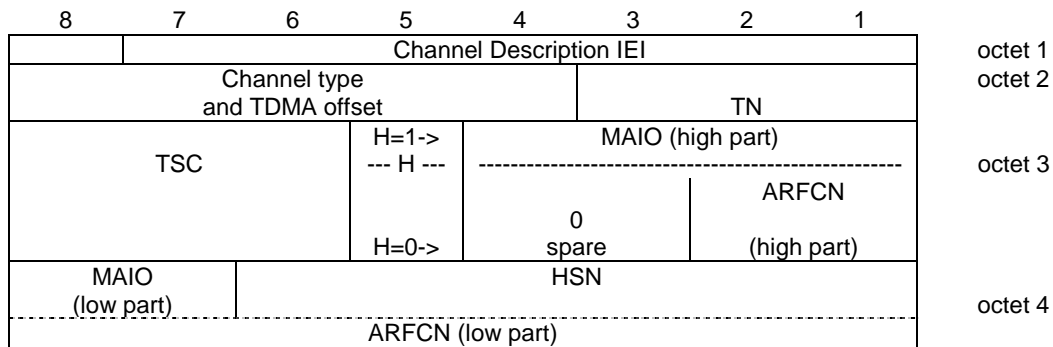 8 7 6 5 4 3 2 1
Channel Description IEI octet 1
Channel type octet 2
and TDMA offset TN
H=1-> MAIO (high part)
TSC --- H --- ----------------------------------------------------- octet 3
ARFCN
0
H=0-> spare (high part)
MAIO HSN
(low part) octet 4
ARFCN (low part)